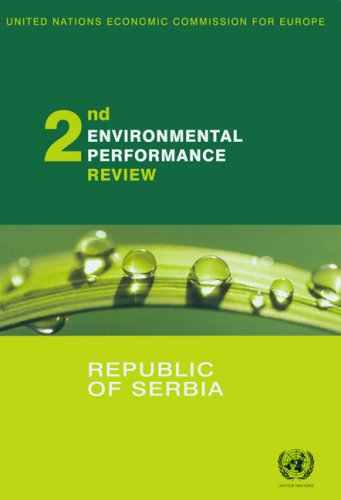 UNITED NATIONS ECONOMIC COMMISSION FOR EUROPE
2nd
ENVIRONMENTAL
PERFORMANCE
REVIEW
REPUBLIC
OF SERBIA
UNITED NATIONS